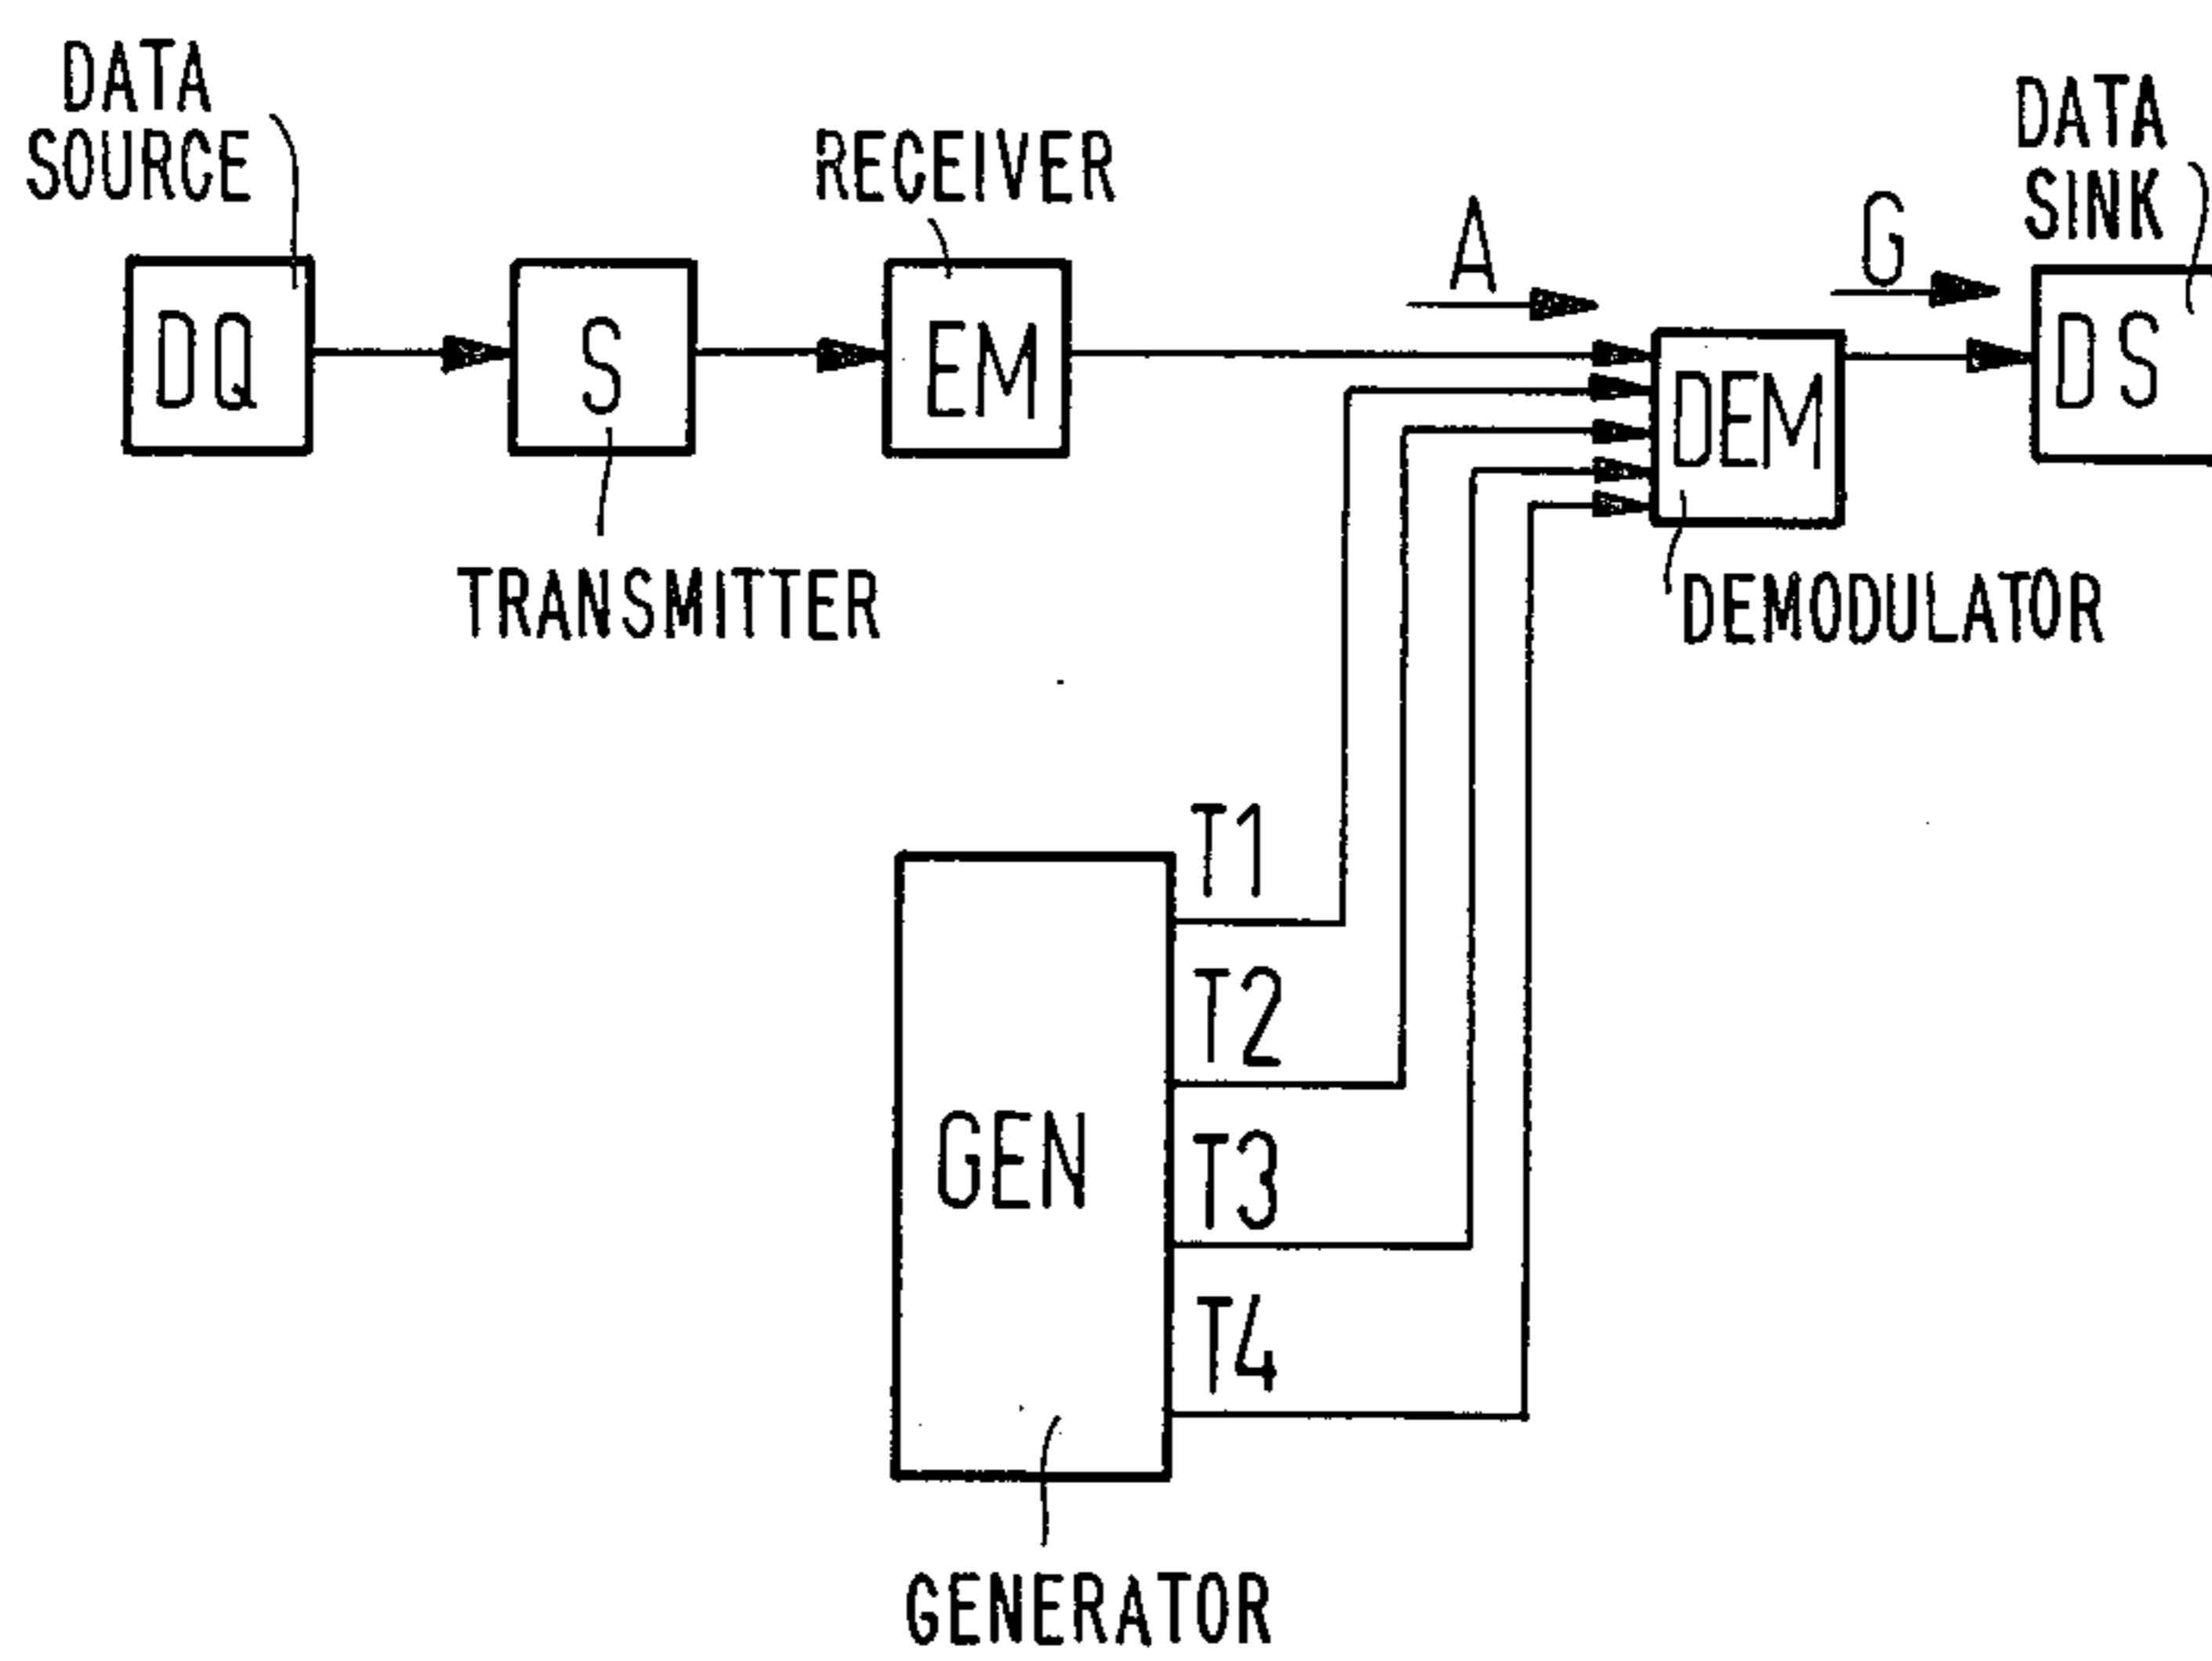 DATA
SOURCE
RECEIVER
A
G
DATA
SINK
DQ
S
EM
DEM
DS
TRANSMITTER
DEMODULATOR
T1
T2
GEN
T3
T4
GENERATOR